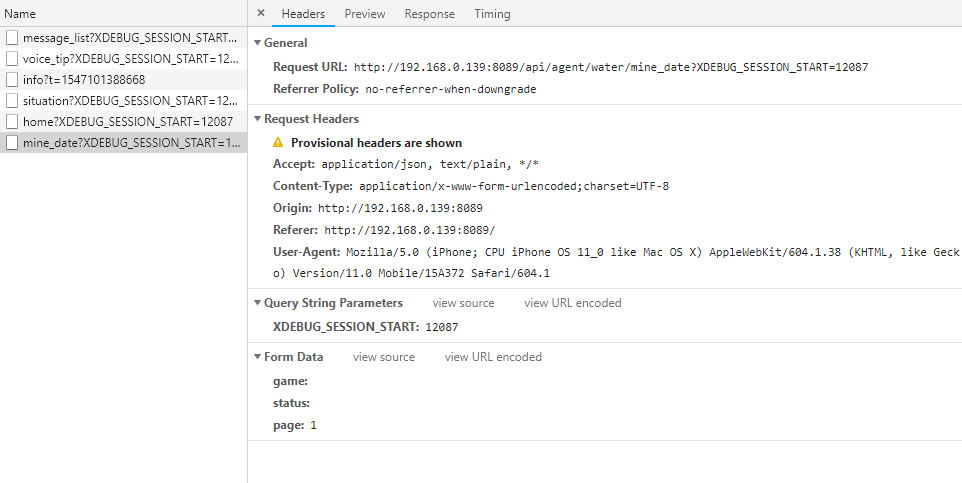 Name
message_list?XDEBUG_SESSION_START...
voice_tip?XDEBUG_SESSION_START=12...
info?t=1547101388668
situation?XDEBUG_SESSION_START=12...
home?XDEBUG_SESSION_START=12087
mine_date?XDEBUG_SESSION_START=1...
× Headers Preview Response Timing
General
Request URL: http://192.168.0.139:8089/api/agent/water/mine_date?XDEBUG_SESSION_START=12087
Referrer Policy: no-referrer-when-downgrade
Request Headers
Provisional headers are shown
Accept: application/json, text/plain, */*
Content-Type: application/x-www-form-urlencoded;charset=UTF-8
Origin: http://192.168.0.139:8089
Referer: http://192.168.0.139:8089/
User-Agent: Mozilla/5.0 (iPhone; CPU iPhone OS 11_0 like Mac OS X) AppleWebKit/604.1.38 (KHTML, like Geck
o) Version/11.0 Mobile/15A372 Safari/604.1
Query String Parameters view source view URL encoded
XDEBUG_SESSION_START: 12087
Form Data view source view URL encoded
game:
status:
page: 1